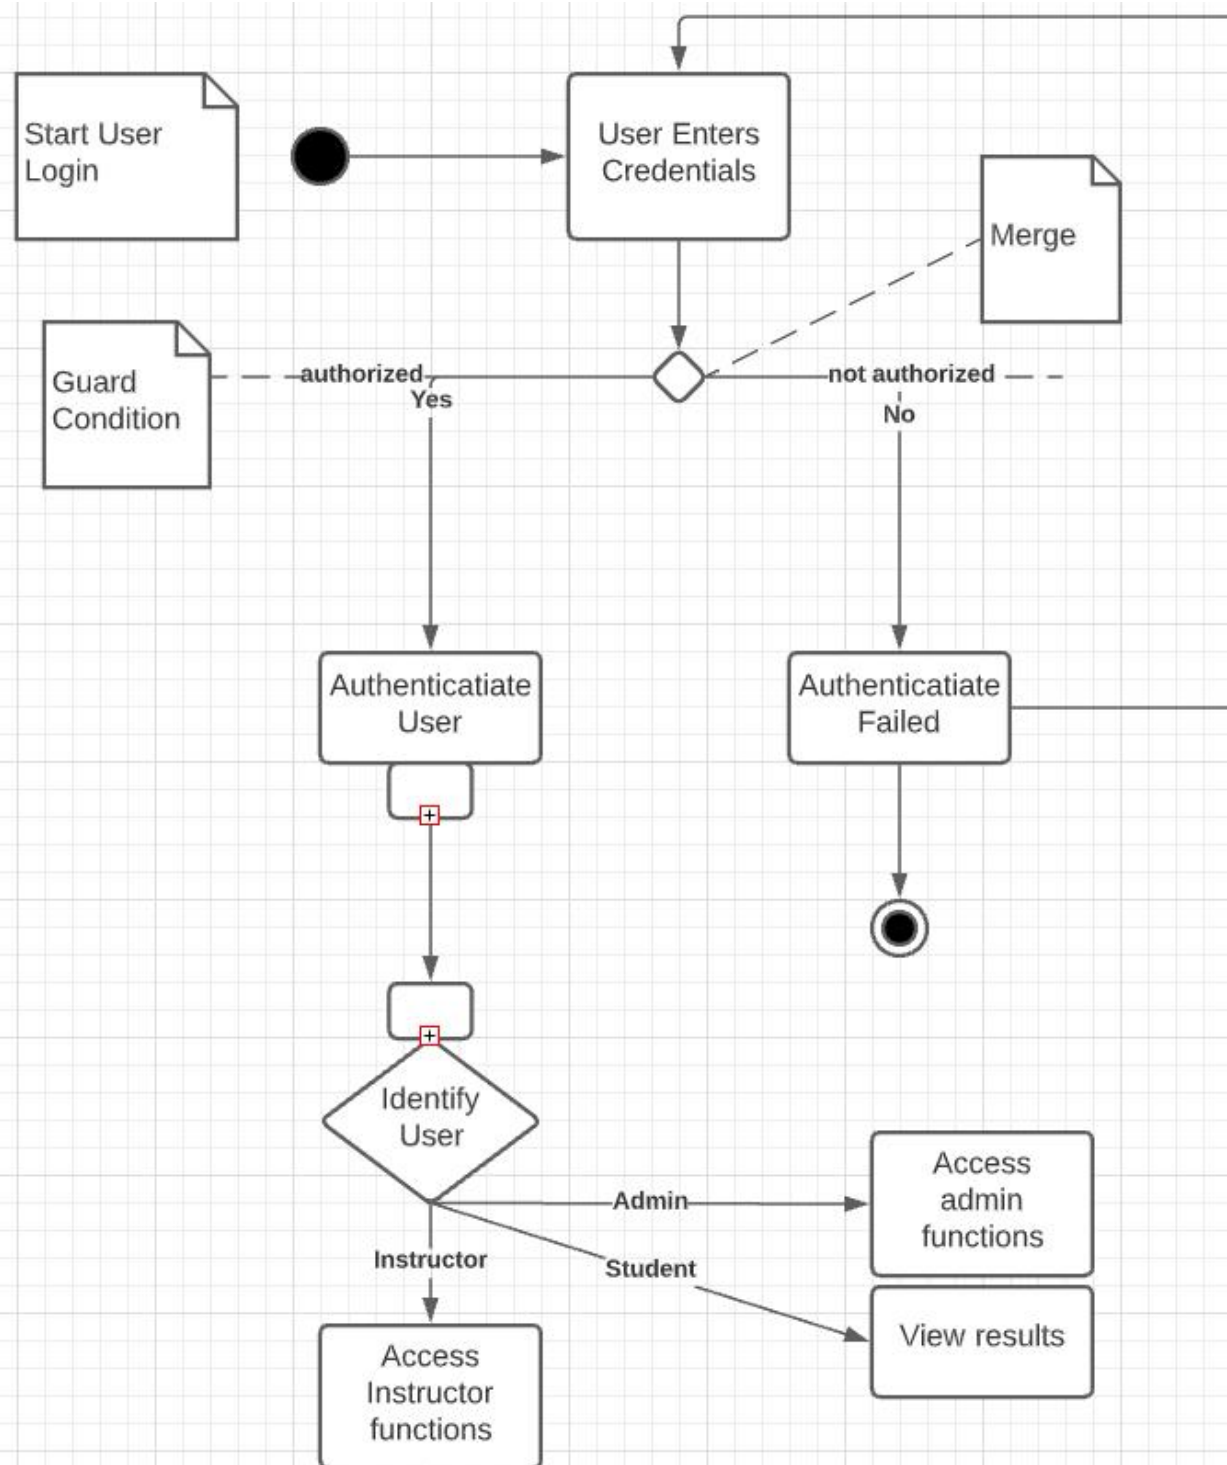 Start User
Login
User Enters
Credentials
Merge
Guard
Condition
authorized
Yes
not authorized
No
Authenticatiate
User
Authenticatiate
Failed
Identify
User
Admin
Access
admin
functions
Instructor
Student
View results
Access
Instructor
functions